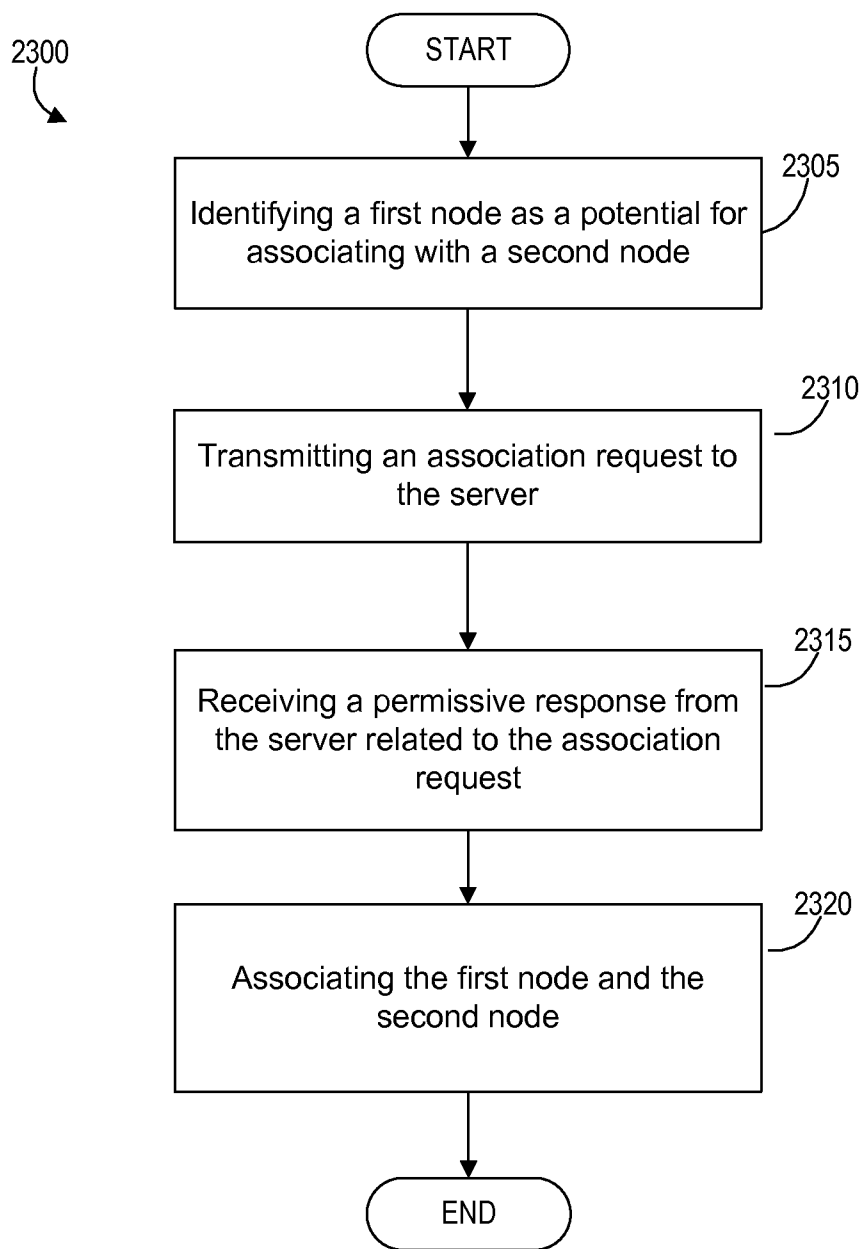 2300
START
2305
Identifying a first node as a potential for
associating with a second node
2310
Transmitting an association request to
the server
2315
Receiving a permissive response from
the server related to the association
request
2320
Associating the first node and the
second node
END